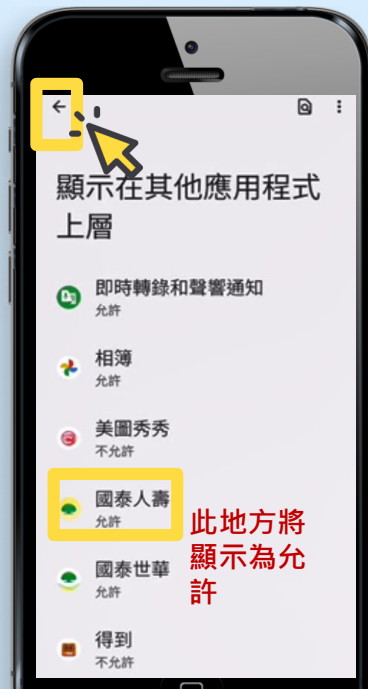 顯示在其他應用程式
上層
即時轉錄和聲響通知
允許
相簿
允許
美圖秀秀
不允許
國泰人壽
允許
此地方將
顯示為允
許
國泰世華
允許
得到
不允許